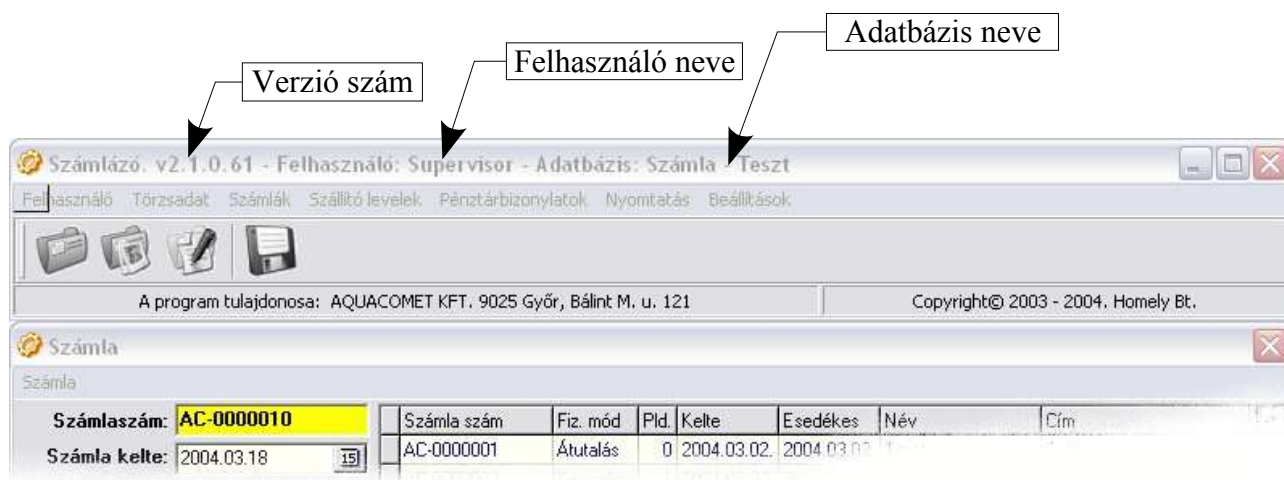 Adatbázis neve
Felhasználó neve
Verzió szám
Számlázó. v2.1.0.61 - Felhasználó: Supervisor - Adatbázis: Számla - Teszt
Felhasználó Törzsadat Számlák Szállító levelek Pénztárbizonylatok Nyomtatás Beállítások
A program tulajdonosa: AQUACOMET KFT. 9025 Győr, Bálint M. u. 121 Copyright© 2003 - 2004. Homely Bt.
Számla
Számla
Számlaszám: AC-0000010
Számla kelte: 2004.03.18 15
Számla szám Fiz. mód Pld. Kelte Esedékes Név Cím
AC-0000001 Átutalás 0 2004.03.02.